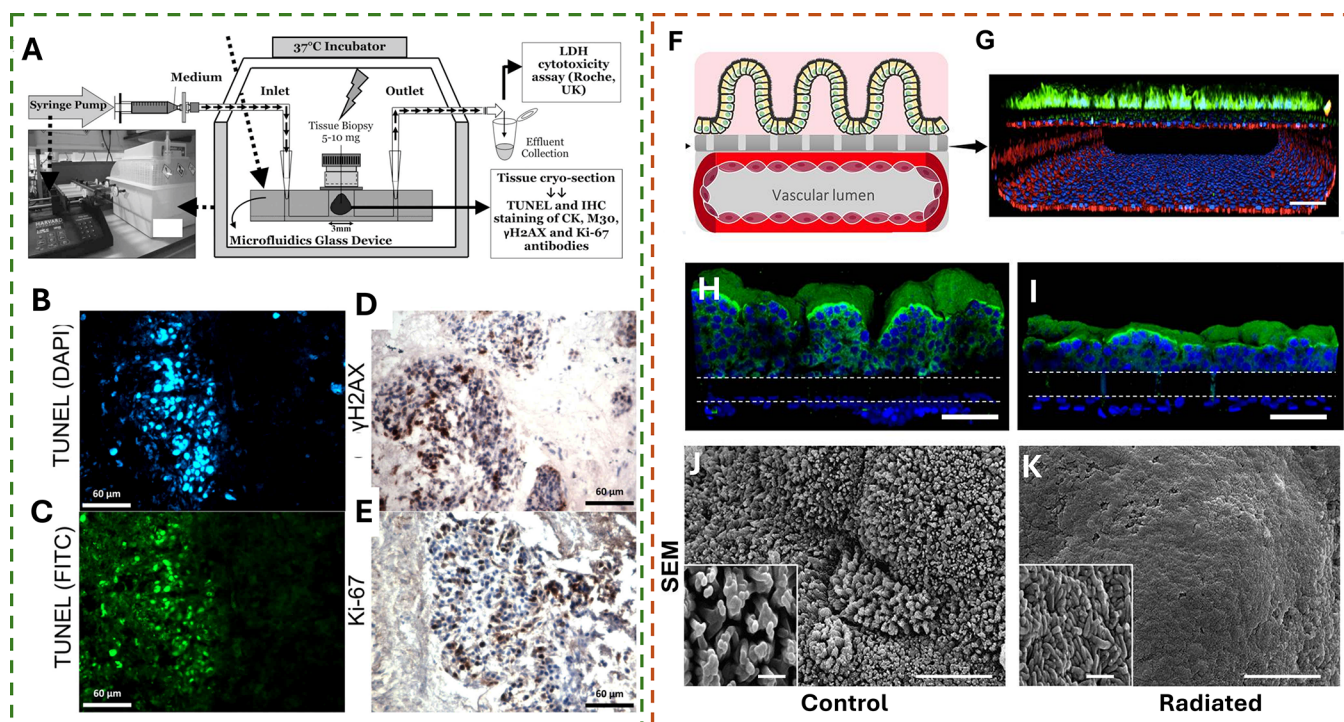 A
37°C Incubator
LDH
cytotoxicity
assay (Roche,
UK)
Medium
Syringe Pump
Inlet
Outlet
Tissue Biopsy
5-10 mg
Effluent
Collection
Tissue cryo-section
↓↓
TUNEL and IHC
staining of CK, M30,
γH2AX and Ki-67
antibodies
3mm
Microfluidics Glass Device
HARVARD
B
TUNEL (DAPI)
60 µm
C
TUNEL (FITC)
60 µm
D
γH2AX
60 µm
E
Ki-67
60 µm
F
Vascular lumen
G
H
I
SEM
J
K
Control
Radiated